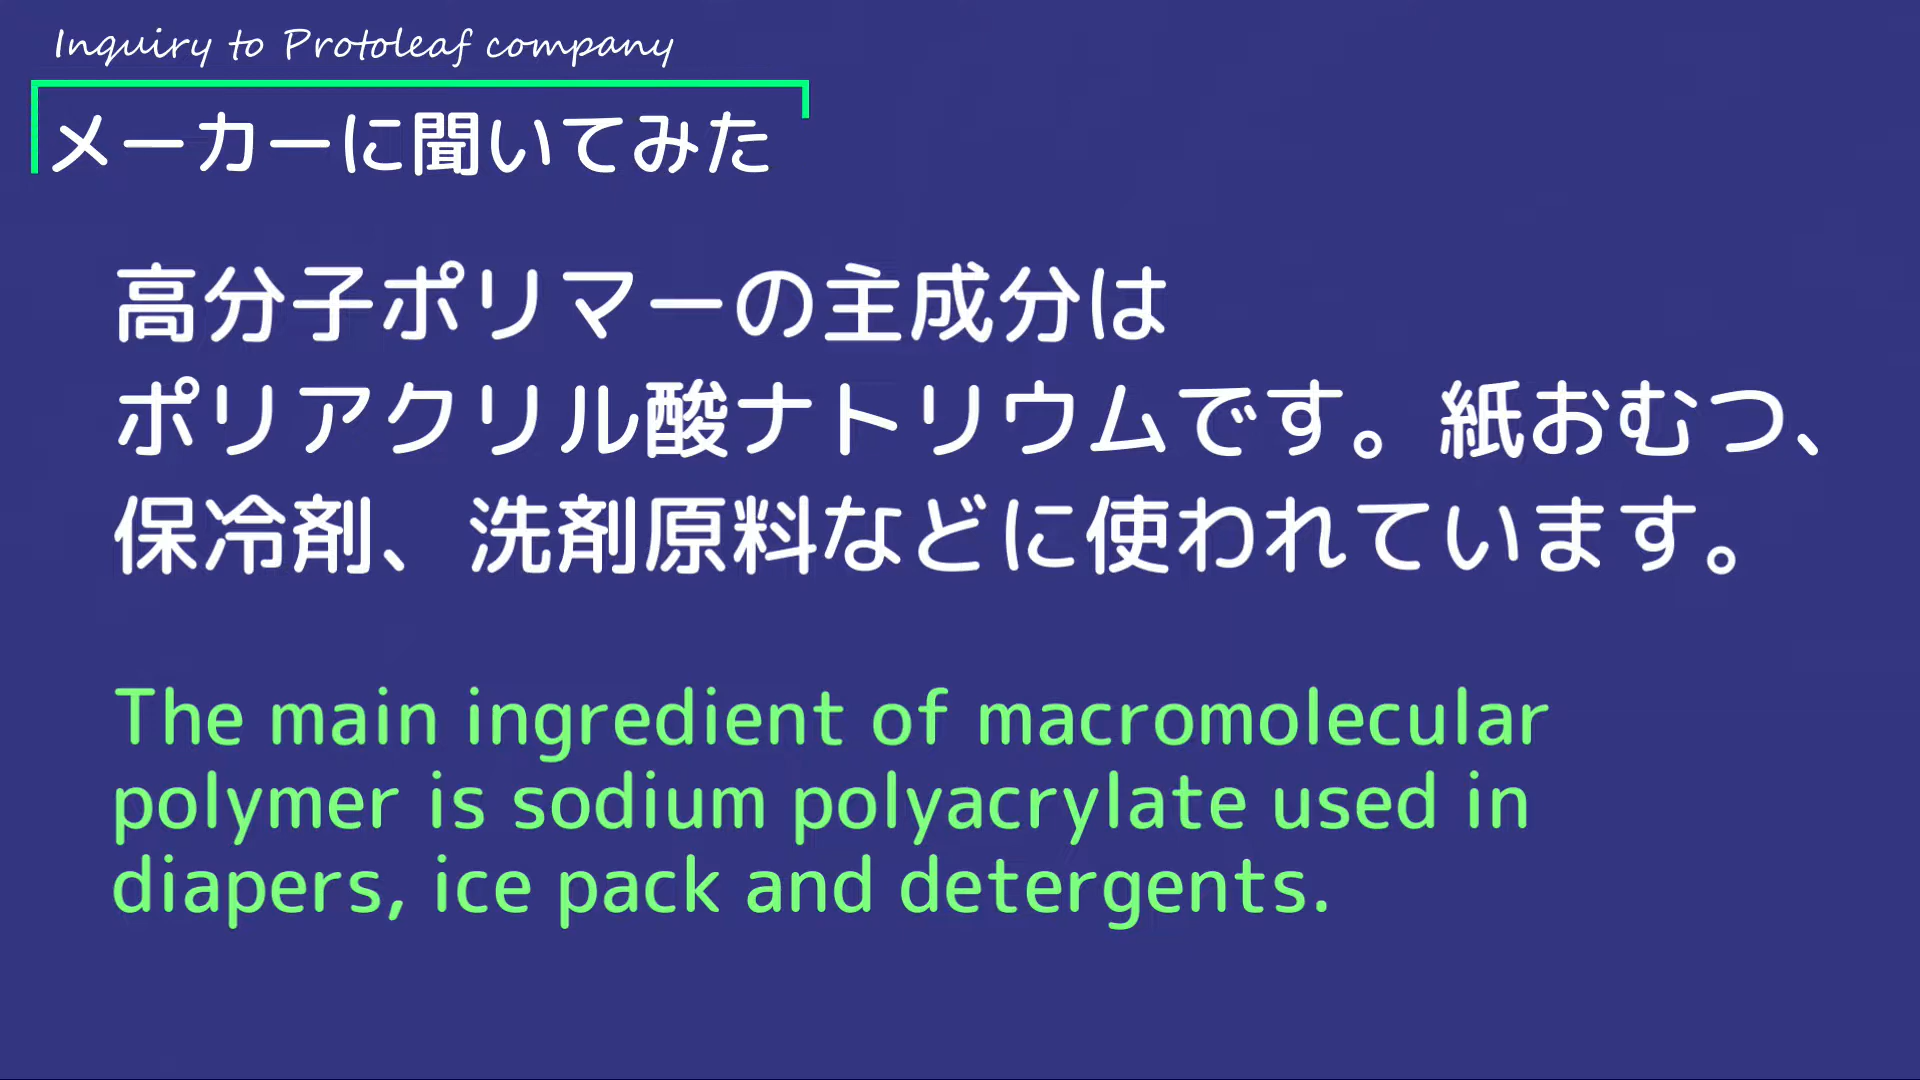 Inquiry to Protoleaf company
メーカーに聞いてみた
高分子ポリマーの主成分は
ポリアクリル酸ナトリウムです。紙おむつ、
保冷剤、洗剤原料などに使われています。
The main ingredient of macromolecular
polymer is sodium polyacrylate used in
diapers, ice pack and detergents.